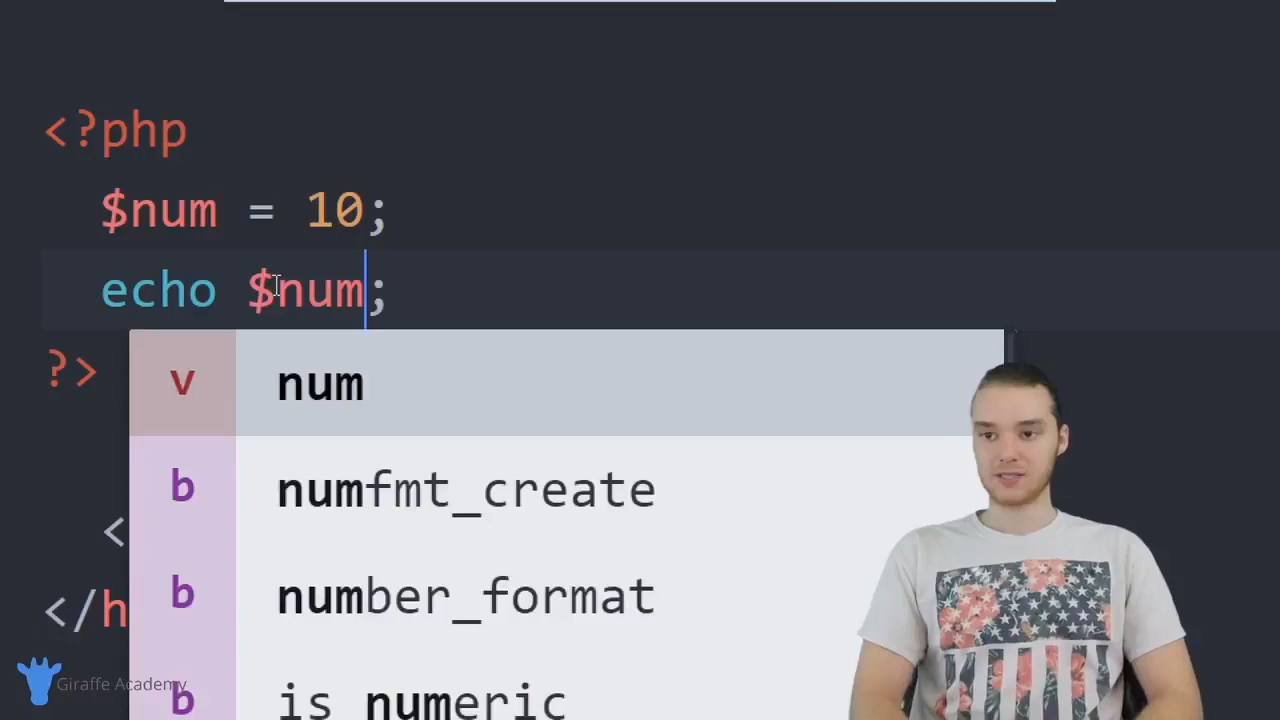 <?php
$num = 10;
echo $num;
?>
v num
b numfmt_create
b number_format
b is_numeric
<
</h
Giraffe Academy